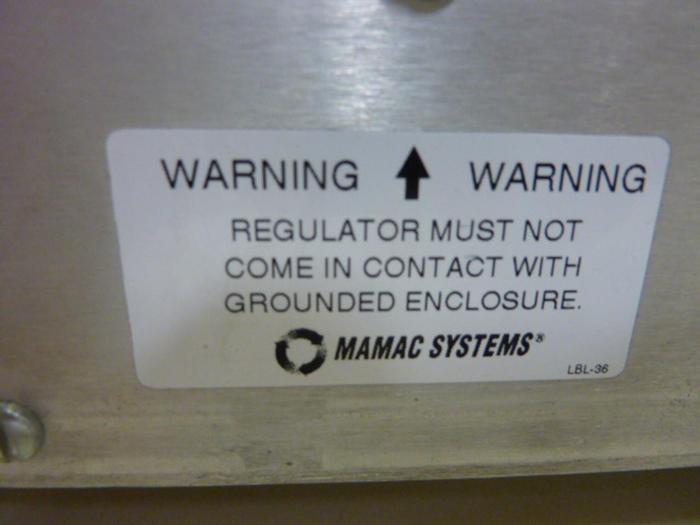 WARNING WARNING
REGULATOR MUST NOT
COME IN CONTACT WITH
GROUNDED ENCLOSURE.
MAMAC SYSTEMS®
LBL-36